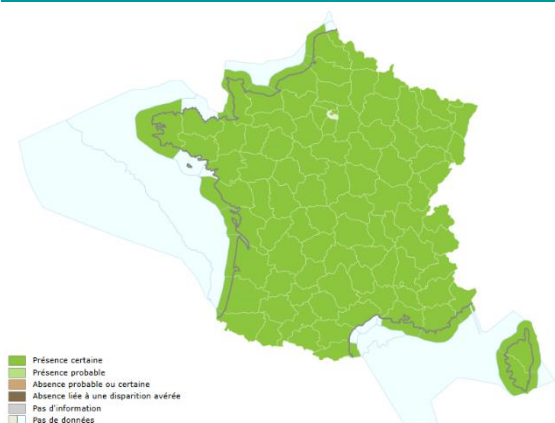 Présence certaine
Présence probable
Absence probable ou certaine
Absence liée à une disparition avérée
Pas d'information
Pas de données